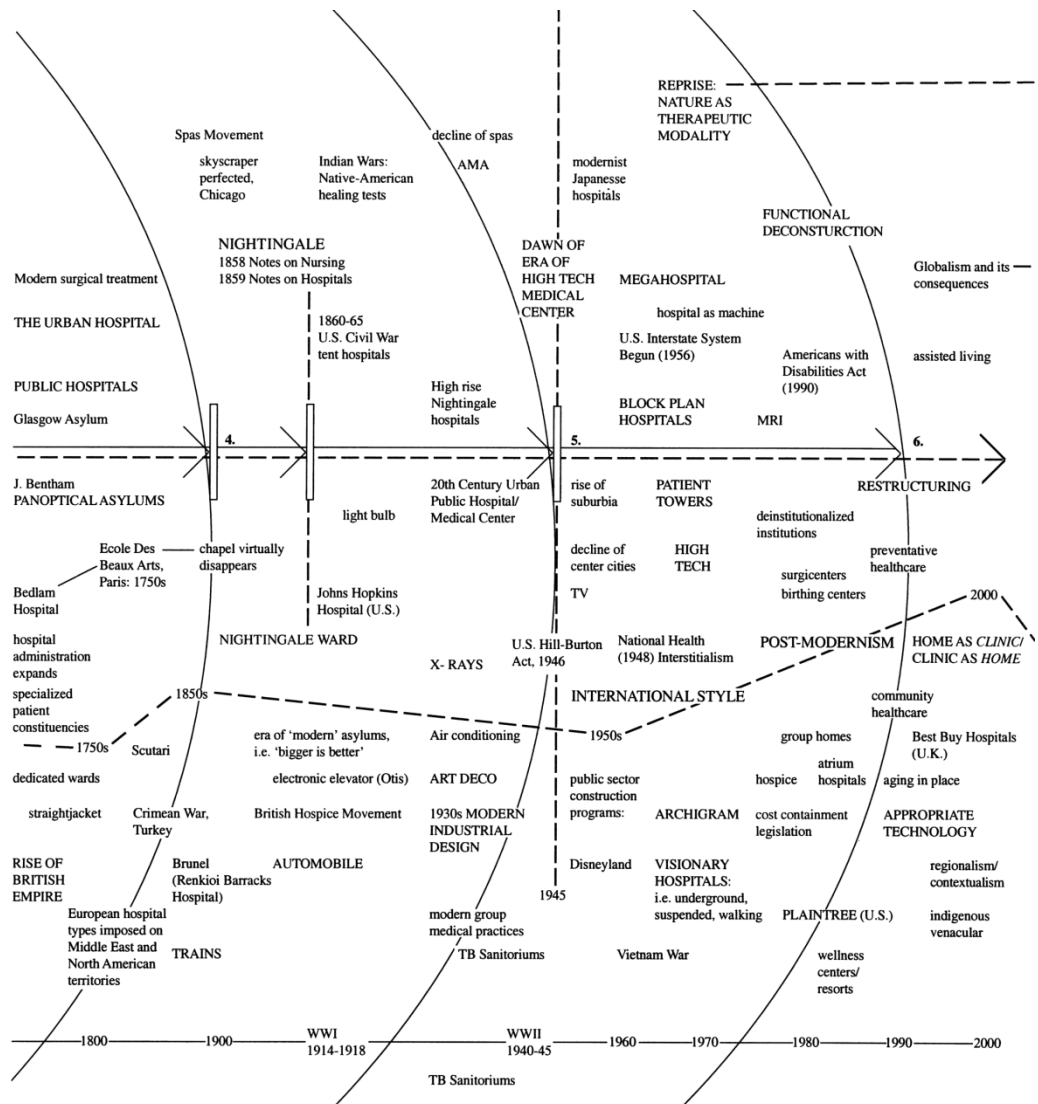 REPRISE:
NATURE AS
THERAPEUTIC
MODALITY
Spas Movement
decline of spas
skyscraper
perfected,
Chicago
Indian Wars:
Native-American
healing tests
AMA
modernist
Japanesse
hospitals
FUNCTIONAL
DECONSTURCTION
NIGHTINGALE
1858 Notes on Nursing
1859 Notes on Hospitals
DAWN OF
ERA OF
HIGH TECH
MEDICAL
CENTER
Modern surgical treatment
MEGAHOSPITAL
Globalism and its
consequences
THE URBAN HOSPITAL
1860-65
U.S. Civil War
tent hospitals
hospital as machine
U.S. Interstate System
Begun (1956)
Americans with
Disabilities Act
(1990)
assisted living
PUBLIC HOSPITALS
High rise
Nightingale
hospitals
BLOCK PLAN
HOSPITALS
MRI
Glasgow Asylum
4.
5.
6.
J. Bentham
PANOPTICAL ASYLUMS
light bulb
20th Century Urban
Public Hospital/
Medical Center
rise of
suburbia
PATIENT
TOWERS
RESTRUCTURING
deinstitutionalized
institutions
Ecole Des
Beaux Arts,
Paris: 1750s
chapel virtually
disappears
decline of
center cities
HIGH
TECH
preventative
healthcare
Bedlam
Hospital
Johns Hopkins
Hospital (U.S.)
TV
surgicenters
birthing centers
2000
hospital
administration
expands
NIGHTINGALE WARD
X- RAYS
U.S. Hill-Burton
Act, 1946
National Health
(1948) Interstitialism
POST-MODERNISM
HOME AS CLINIC/
CLINIC AS HOME
specialized
patient
constituencies
1850s
INTERNATIONAL STYLE
community
healthcare
1750s
Scutari
era of ‘modern’ asylums,
i.e. ‘bigger is better’
Air conditioning
1950s
group homes
Best Buy Hospitals
(U.K.)
dedicated wards
electronic elevator (Otis)
ART DECO
public sector
construction
programs:
hospice
atrium
hospitals
aging in place
straightjacket
Crimean War,
Turkey
British Hospice Movement
1930s MODERN
INDUSTRIAL
DESIGN
ARCHIGRAM
cost containment
legislation
APPROPRIATE
TECHNOLOGY
RISE OF
BRITISH
EMPIRE
Brunel
(Renkioi Barracks
Hospital)
AUTOMOBILE
Disneyland
VISIONARY
HOSPITALS:
i.e. underground,
suspended, walking
regionalism/
contextualism
1945
European hospital
types imposed on
Middle East and
North American
territories
modern group
medical practices
PLAINTREE (U.S.)
indigenous
venacular
TRAINS
TB Sanitoriums
Vietnam War
wellness
centers/
resorts
1800
1900
WWI
1914-1918
WWII
1940-45
1960
1970
1980
1990
2000
TB Sanitoriums